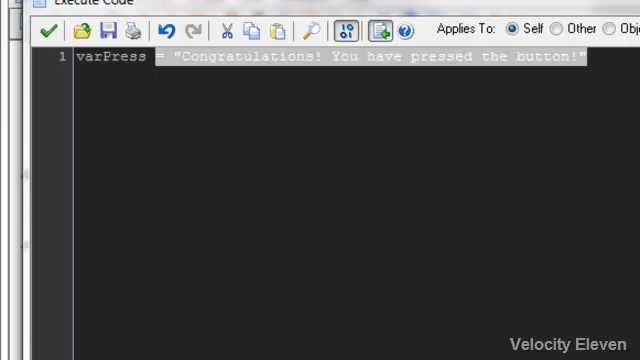 Execute Code
Applies To: Self Other Obj
1 varPress = "Congratulations! You have pressed the button!"
Velocity Eleven